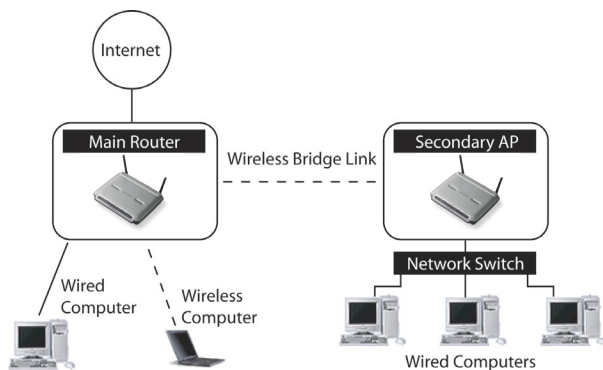 Internet
Main Router
Wireless Bridge Link
Secondary AP
Network Switch
Wired
Computer
Wireless
Computer
Wired Computers